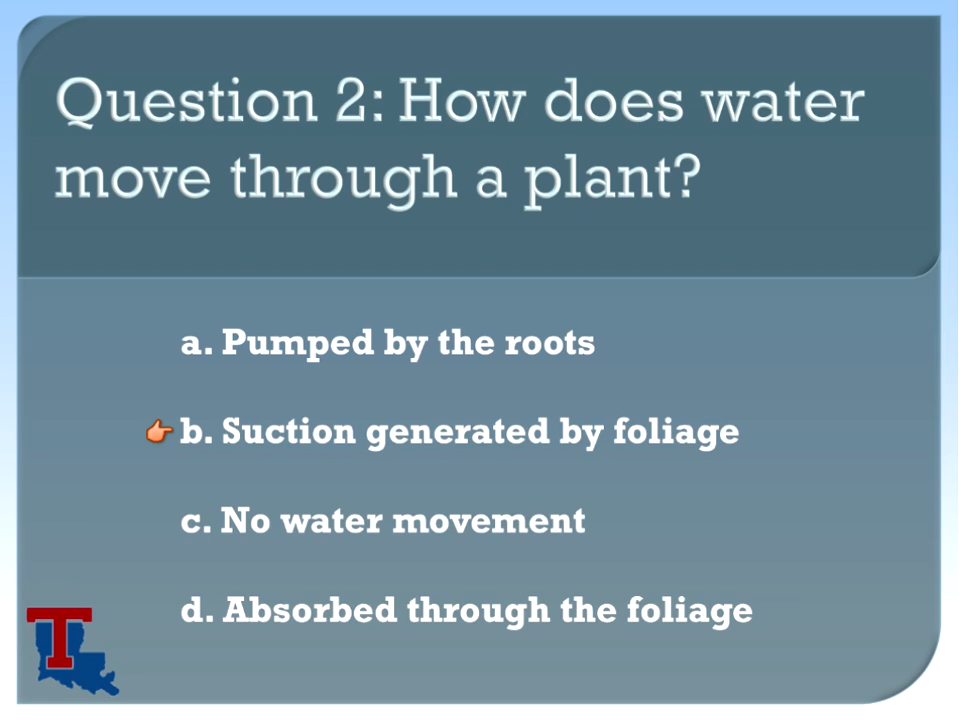 Question 2: How does water
move through a plant?
a. Pumped by the roots
b. Suction generated by foliage
c. No water movement
d. Absorbed through the foliage
T